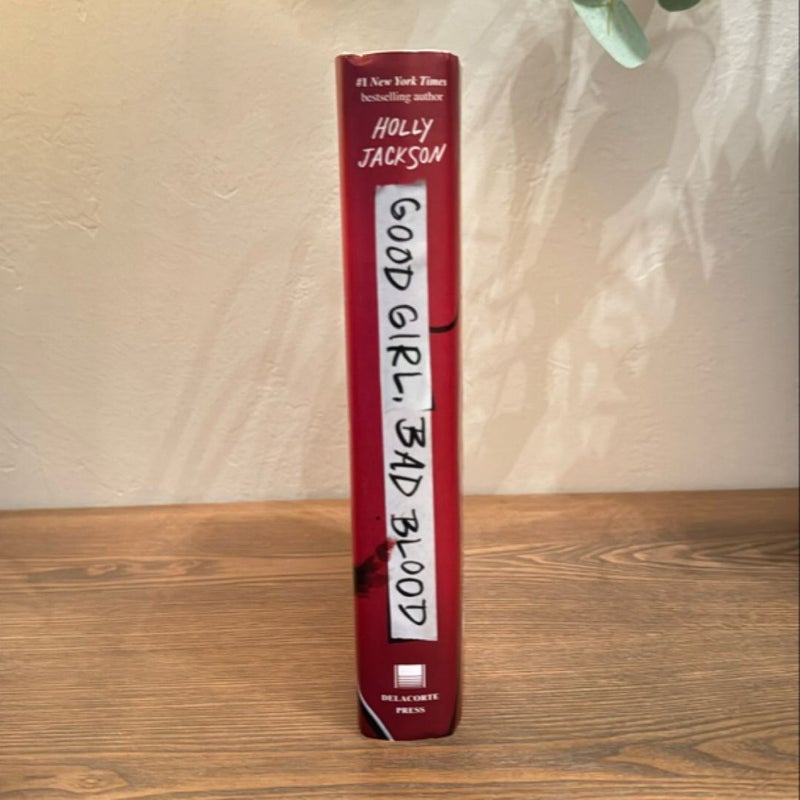 #1 New York Times
bestselling author
HOLLY
JACKSON
GOOD GIRL, BAD BLOOD
DELACORTE
PRESS